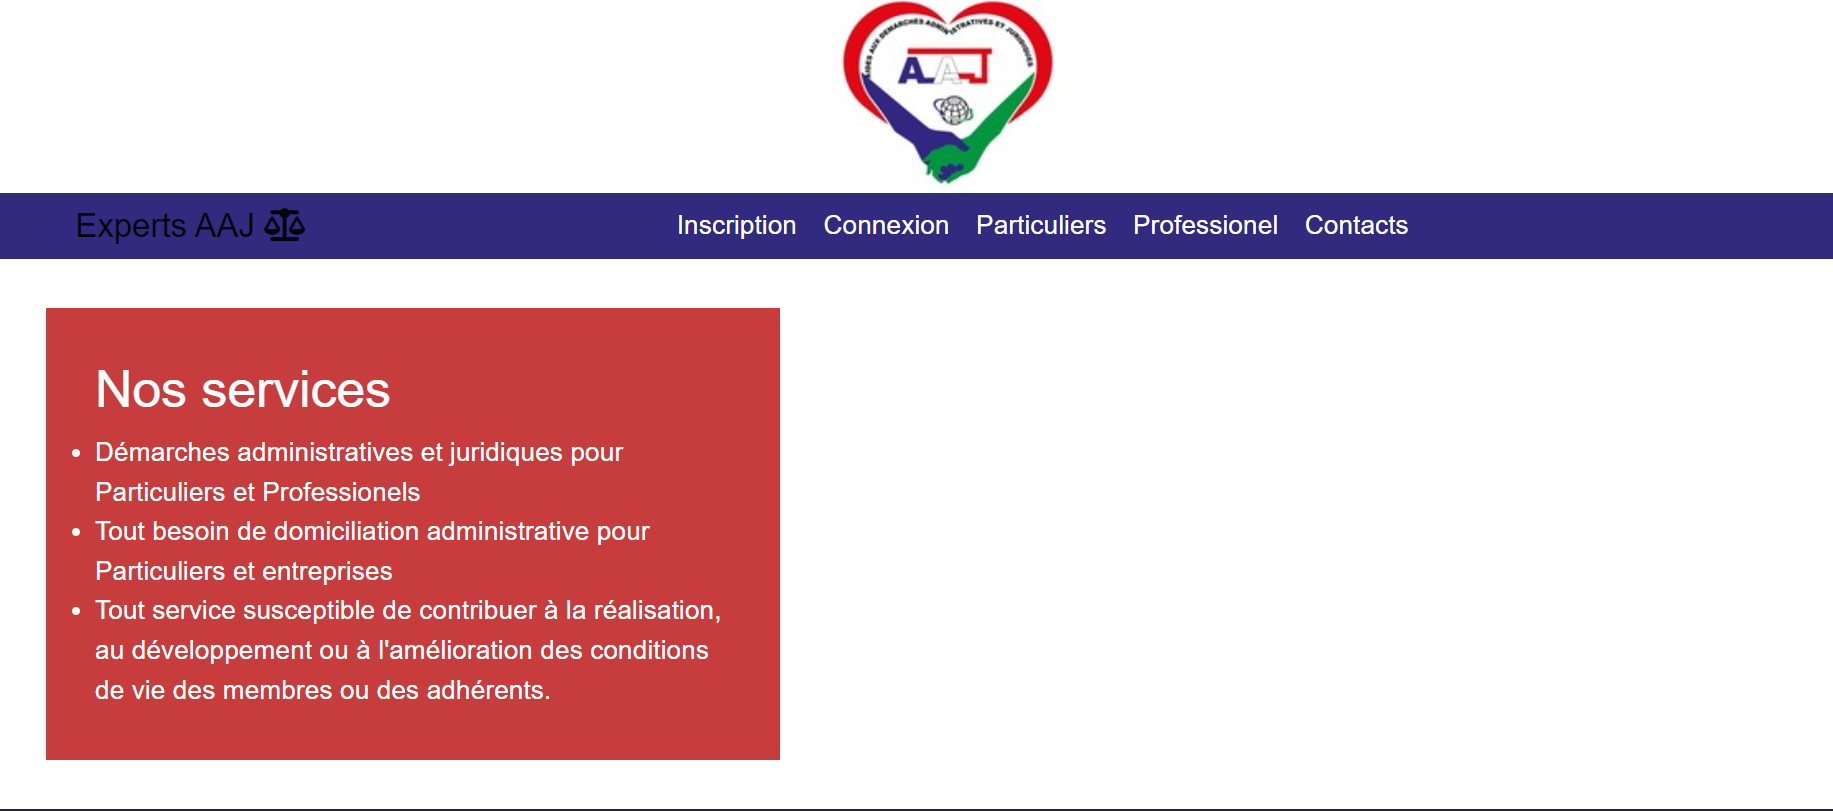 AIDES AUX DEMARCHES ADMINISTRATIVES ET JURIDIQUES
AAJ
Experts AAJ
Inscription Connexion Particuliers Professionel Contacts
Nos services
• Démarches administratives et juridiques pour
Particuliers et Professionels
• Tout besoin de domiciliation administrative pour
Particuliers et entreprises
• Tout service susceptible de contribuer à la réalisation,
au développement ou à l'amélioration des conditions
de vie des membres ou des adhérents.